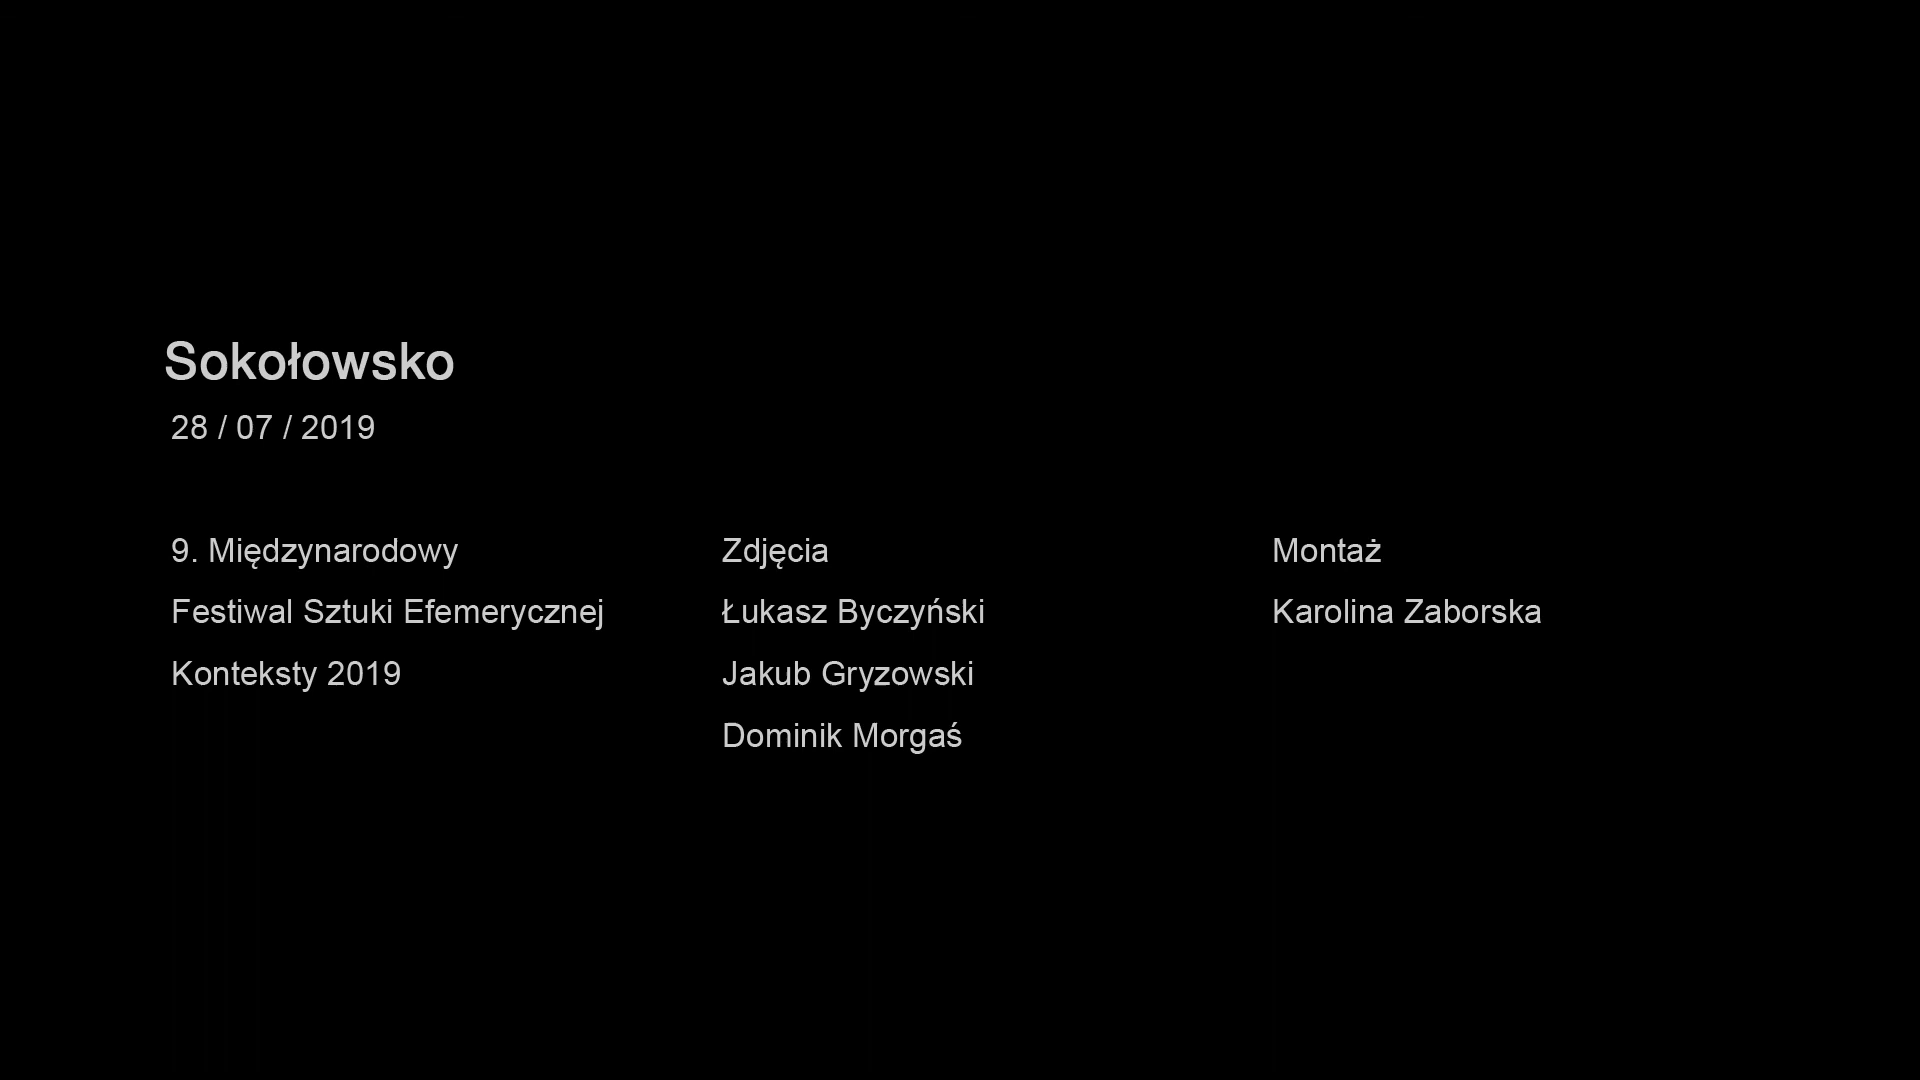 Sokołowsko
28 / 07 / 2019
9. Międzynarodowy
Festiwal Sztuki Efemerycznej
Konteksty 2019
Zdjęcia
Łukasz Byczyński
Jakub Gryzowski
Dominik Morgaś
Montaż
Karolina Zaborska